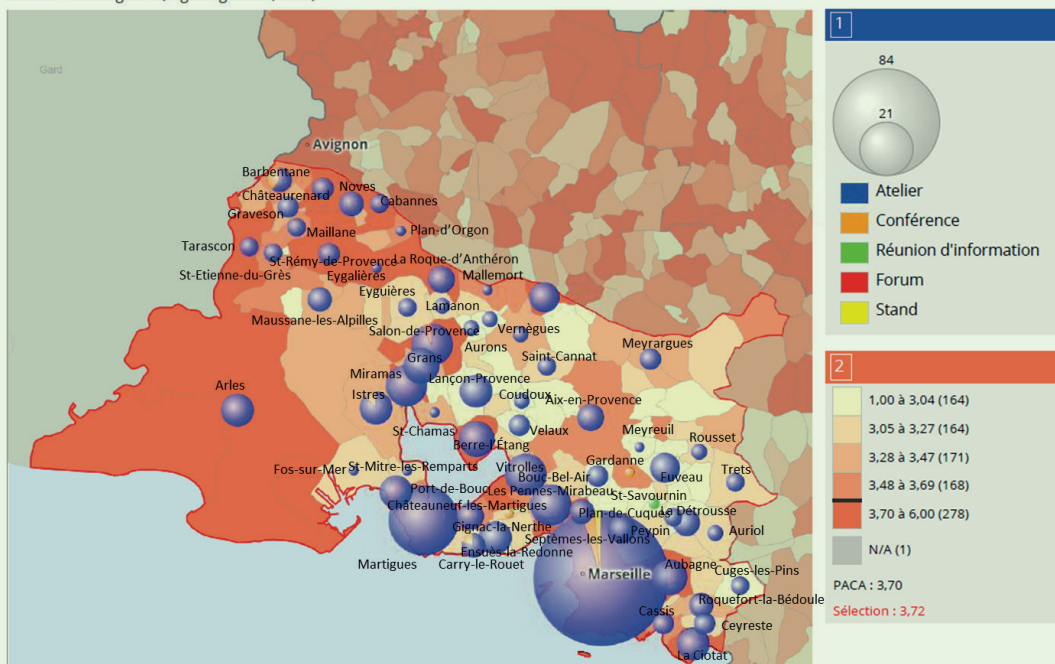 Gard
Avignon
Barbentane
Châteaurenard
Noves
Cabannes
Graveson
Maillane
Plan-d'Orgon
Tarascon
St-Rémy-de-Provence
La Roque-d'Anthéron
St-Etienne-du-Grès
Eygalières
Mallemort
Eyguières
Lamanon
Maussane-les-Alpilles
Salon-de-Provence
Vernègues
Aurons
Meyrargues
Grans
Saint-Cannat
Miramas
Lançon-Provence
Arles
Istres
Coudoux
Aix-en-Provence
St-Chamas
Velaux
Meyreuil
Berre-l'Étang
Rousset
Fos-sur-Mer
St-Mitre-les-Remparts
Vitrolles
Gardanne
Bouc-Bel-Air
Fuveau
Trets
Port-de-Bouc
Les Pennes-Mirabeau
St-Savournin
Châteauneuf-les-Martigues
Plan-de-Cuques
La Détrousse
Gignac-la-Nerthe
Peypin
Auriol
Septèmes-les-Vallons
Ensuès-la-Redonne
Martigues
Carry-le-Rouet
Marseille
Aubagne
Cuges-les-Pins
Roquefort-la-Bédoule
Cassis
Ceyreste
La Ciotat
1
84
21
Atelier
Conférence
Réunion d'information
Forum
Stand
2
1,00 à 3,04 (164)
3,05 à 3,27 (164)
3,28 à 3,47 (171)
3,48 à 3,69 (168)
3,70 à 6,00 (278)
N/A (1)
PACA : 3,70
Sélection : 3,72